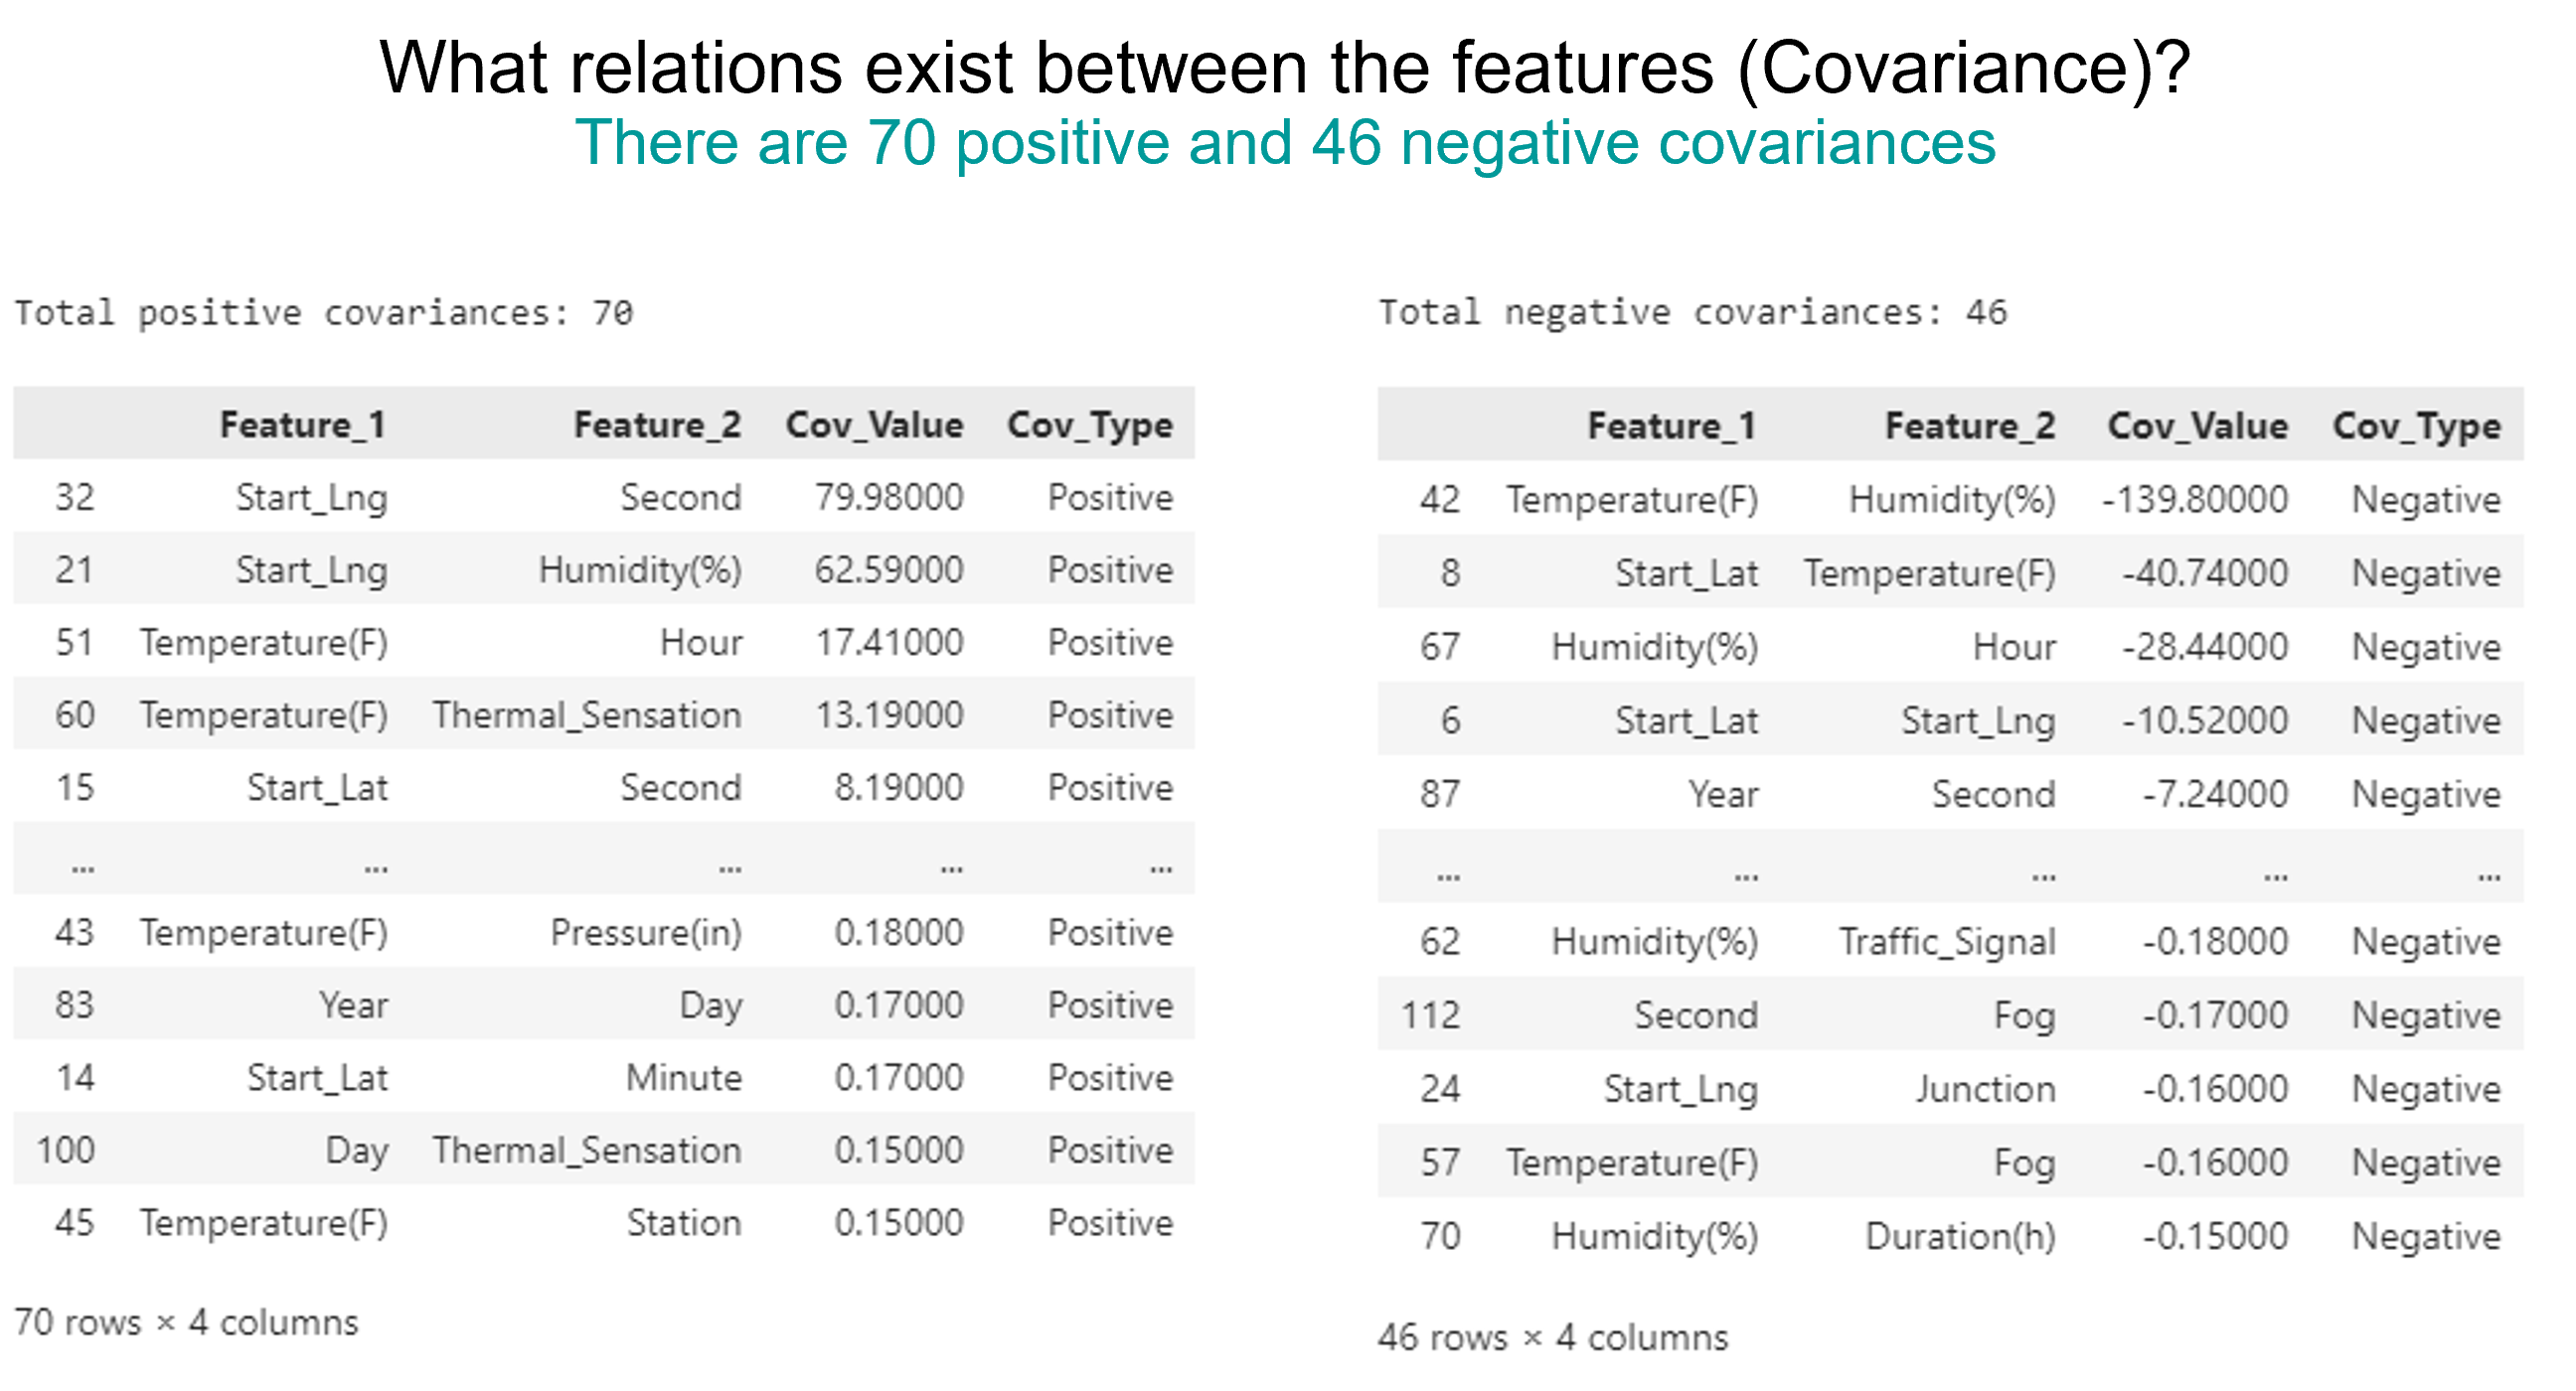 What relations exist between the features (Covariance)?
There are 70 positive and 46 negative covariances
Total positive covariances: 70
Feature_1 Feature_2 Cov_Value Cov_Type
32 Start_Lng Second 79.98000 Positive
21 Start_Lng Humidity(%) 62.59000 Positive
51 Temperature(F) Hour 17.41000 Positive
60 Temperature(F) Thermal_Sensation 13.19000 Positive
15 Start_Lat Second 8.19000 Positive
... ... ... ... ...
43 Temperature(F) Pressure(in) 0.18000 Positive
83 Year Day 0.17000 Positive
14 Start_Lat Minute 0.17000 Positive
100 Day Thermal_Sensation 0.15000 Positive
45 Temperature(F) Station 0.15000 Positive
70 rows × 4 columns
Total negative covariances: 46
Feature_1 Feature_2 Cov_Value Cov_Type
42 Temperature(F) Humidity(%) -139.80000 Negative
8 Start_Lat Temperature(F) -40.74000 Negative
67 Humidity(%) Hour -28.44000 Negative
6 Start_Lat Start_Lng -10.52000 Negative
87 Year Second -7.24000 Negative
... ... ... ... ...
62 Humidity(%) Traffic_Signal -0.18000 Negative
112 Second Fog -0.17000 Negative
24 Start_Lng Junction -0.16000 Negative
57 Temperature(F) Fog -0.16000 Negative
70 Humidity(%) Duration(h) -0.15000 Negative
46 rows × 4 columns